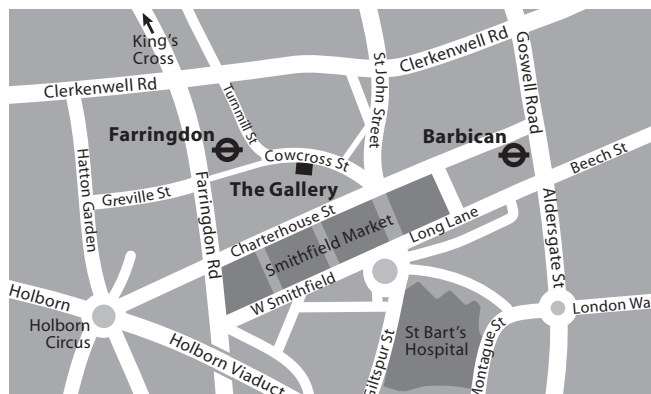 King's
Cross
Clerkenwell Rd
Clerkenwell Rd
St John Street
Goswell Road
Turnmill St
Farringdon
Barbican
Cowcross St
The Gallery
Beech St
Hatton Garden
Greville St
Farringdon Rd
Charterhouse St
Smithfield Market
Long Lane
Aldersgate St
W Smithfield
Holborn
Holborn
Circus
Holborn Viaduct
Giltspur St
St Bart's
Hospital
Montague St
London Wa